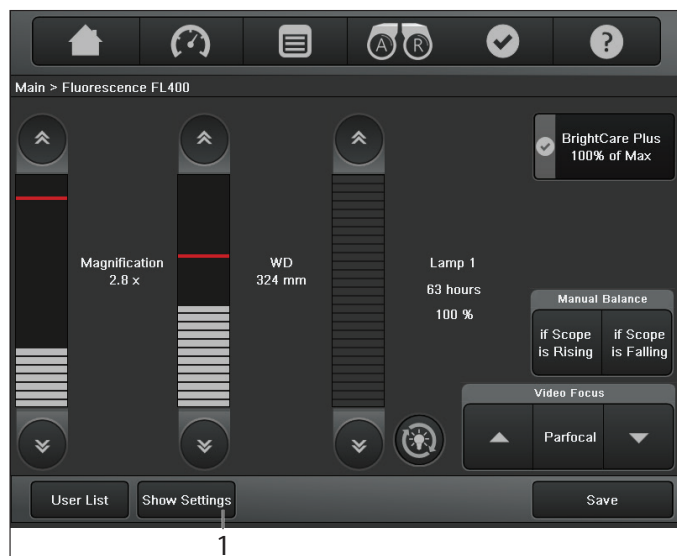 A R ?
Main > Fluorescence FL400
BrightCare Plus
100% of Max
Magnification
2.8 x
WD
324 mm
Lamp 1
63 hours
100 %
Manual Balance
if Scope
is Rising
if Scope
is Falling
Video Focus
Parfocal
User List
Show Settings
Save
1